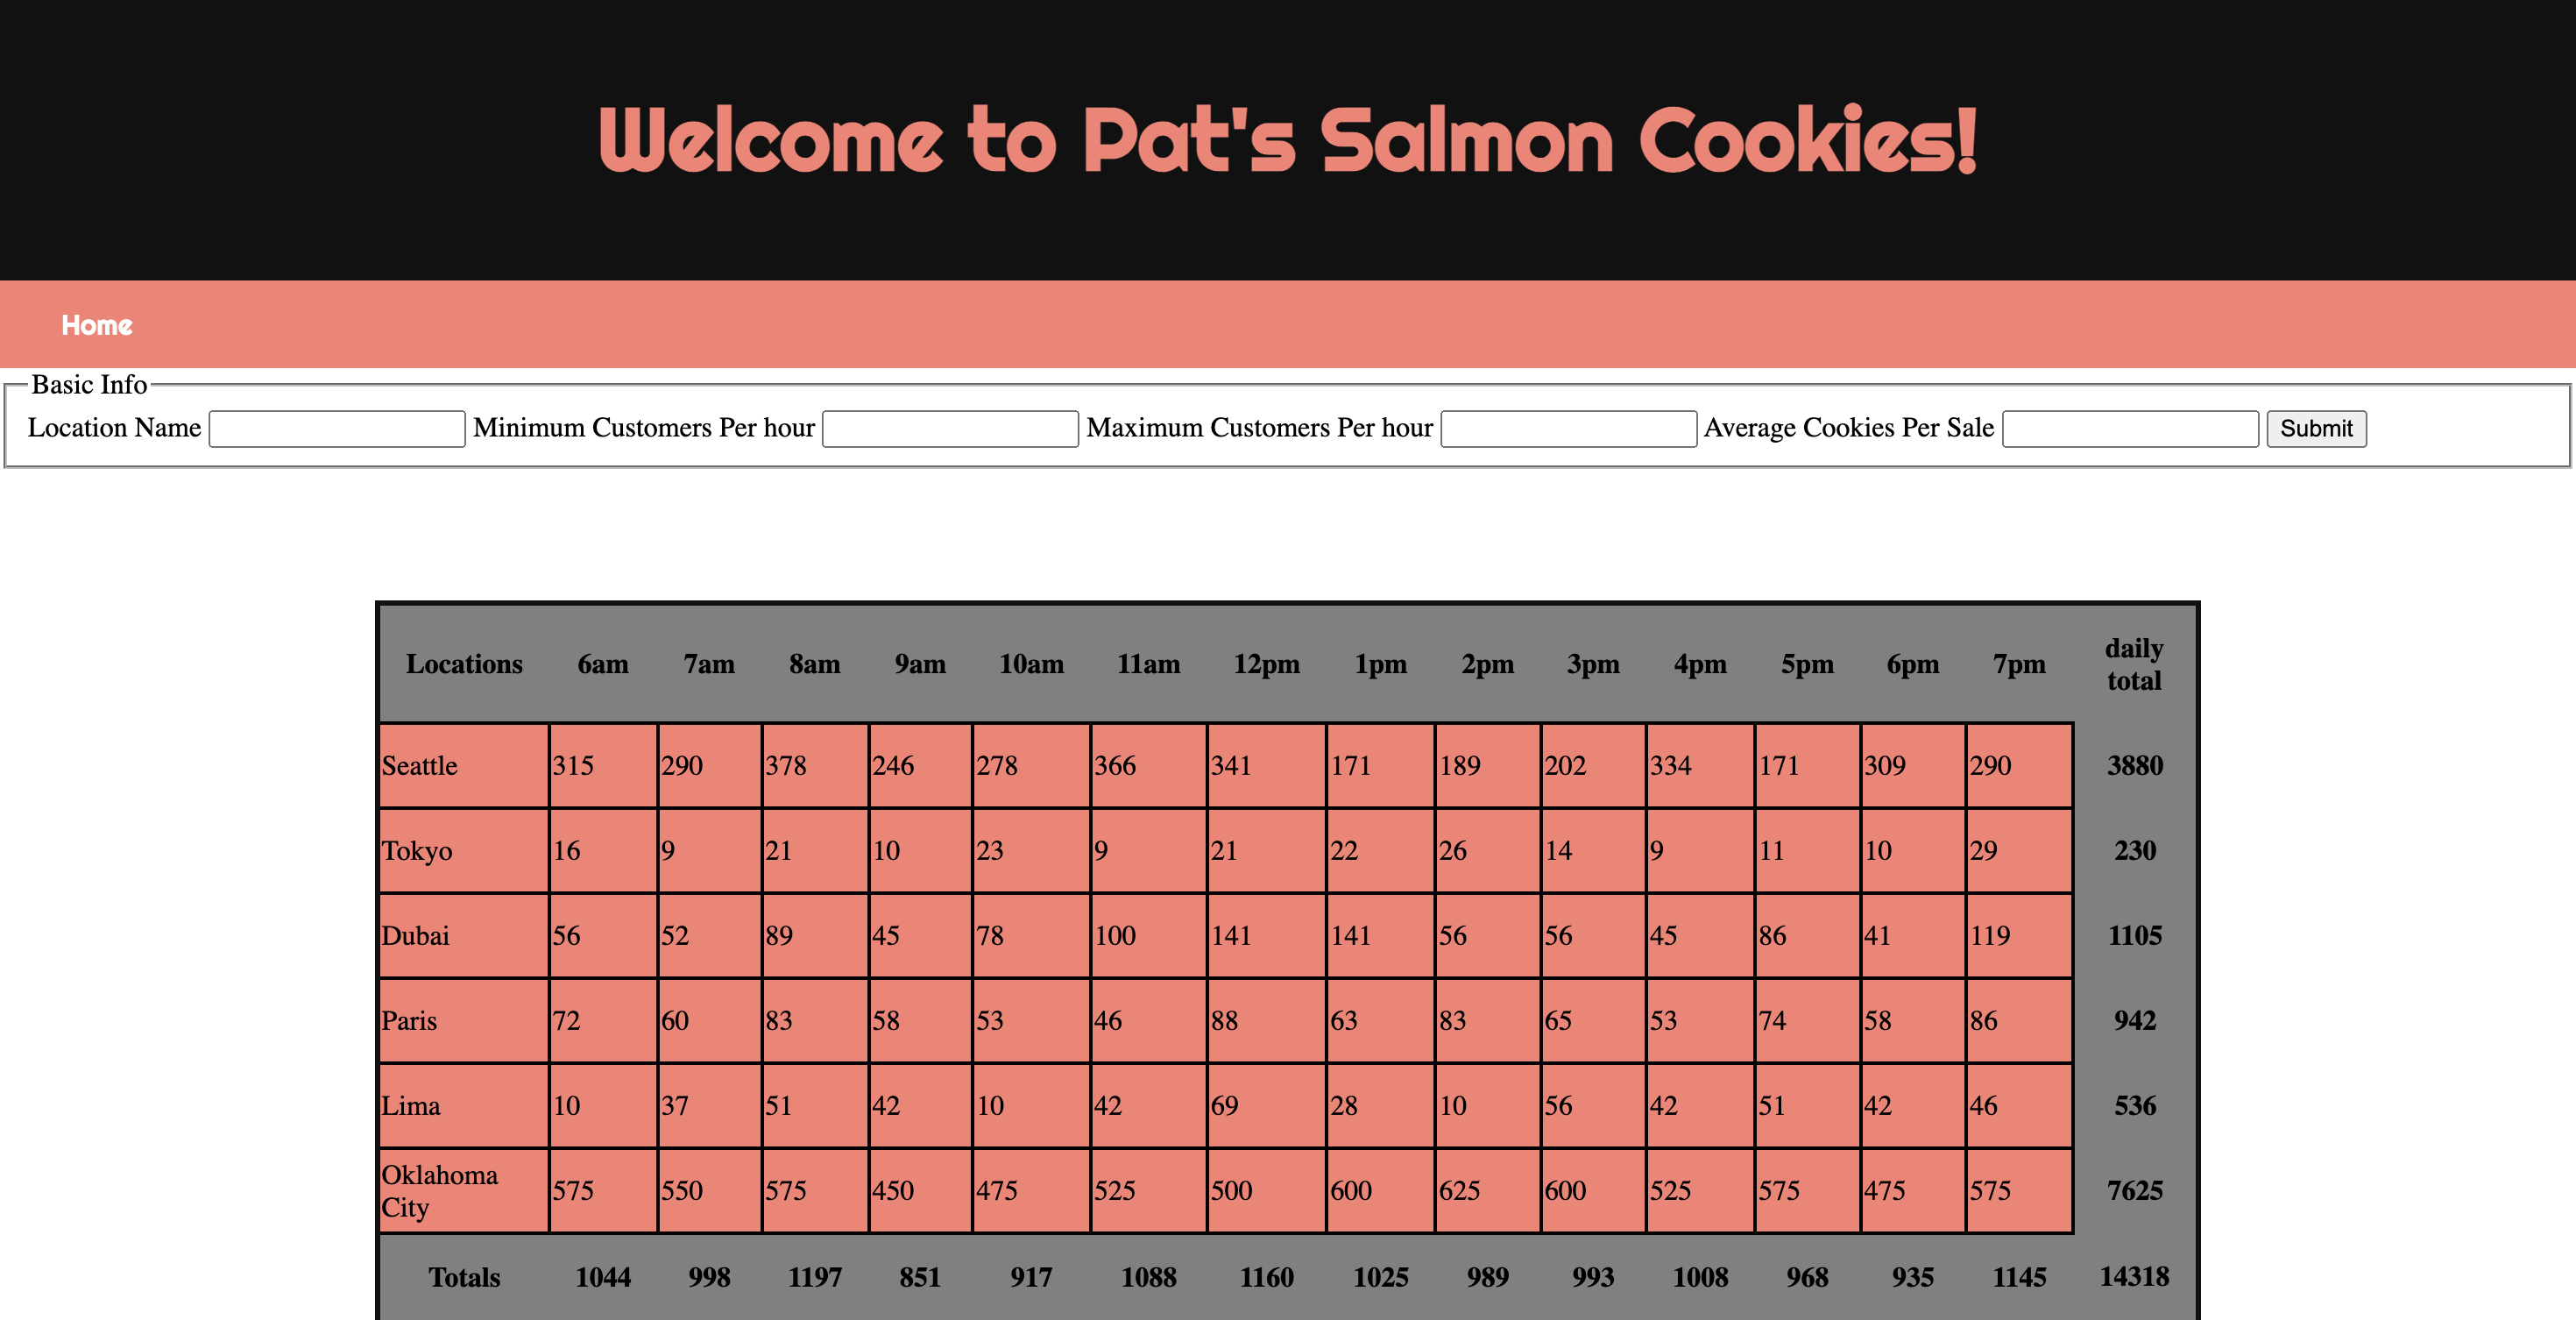 Welcome to Pat's Salmon Cookies!
Home
Basic Info
Location Name Minimum Customers Per hour Maximum Customers Per hour Average Cookies Per Sale Submit
Locations 6am 7am 8am 9am 10am 11am 12pm 1pm 2pm 3pm 4pm 5pm 6pm 7pm daily total
Seattle 315 290 378 246 278 366 341 171 189 202 334 171 309 290 3880
Tokyo 16 9 21 10 23 9 21 22 26 14 9 11 10 29 230
Dubai 56 52 89 45 78 100 141 141 56 56 45 86 41 119 1105
Paris 72 60 83 58 53 46 88 63 83 65 53 74 58 86 942
Lima 10 37 51 42 10 42 69 28 10 56 42 51 42 46 536
Oklahoma City 575 550 575 450 475 525 500 600 625 600 525 575 475 575 7625
Totals 1044 998 1197 851 917 1088 1160 1025 989 993 1008 968 935 1145 14318